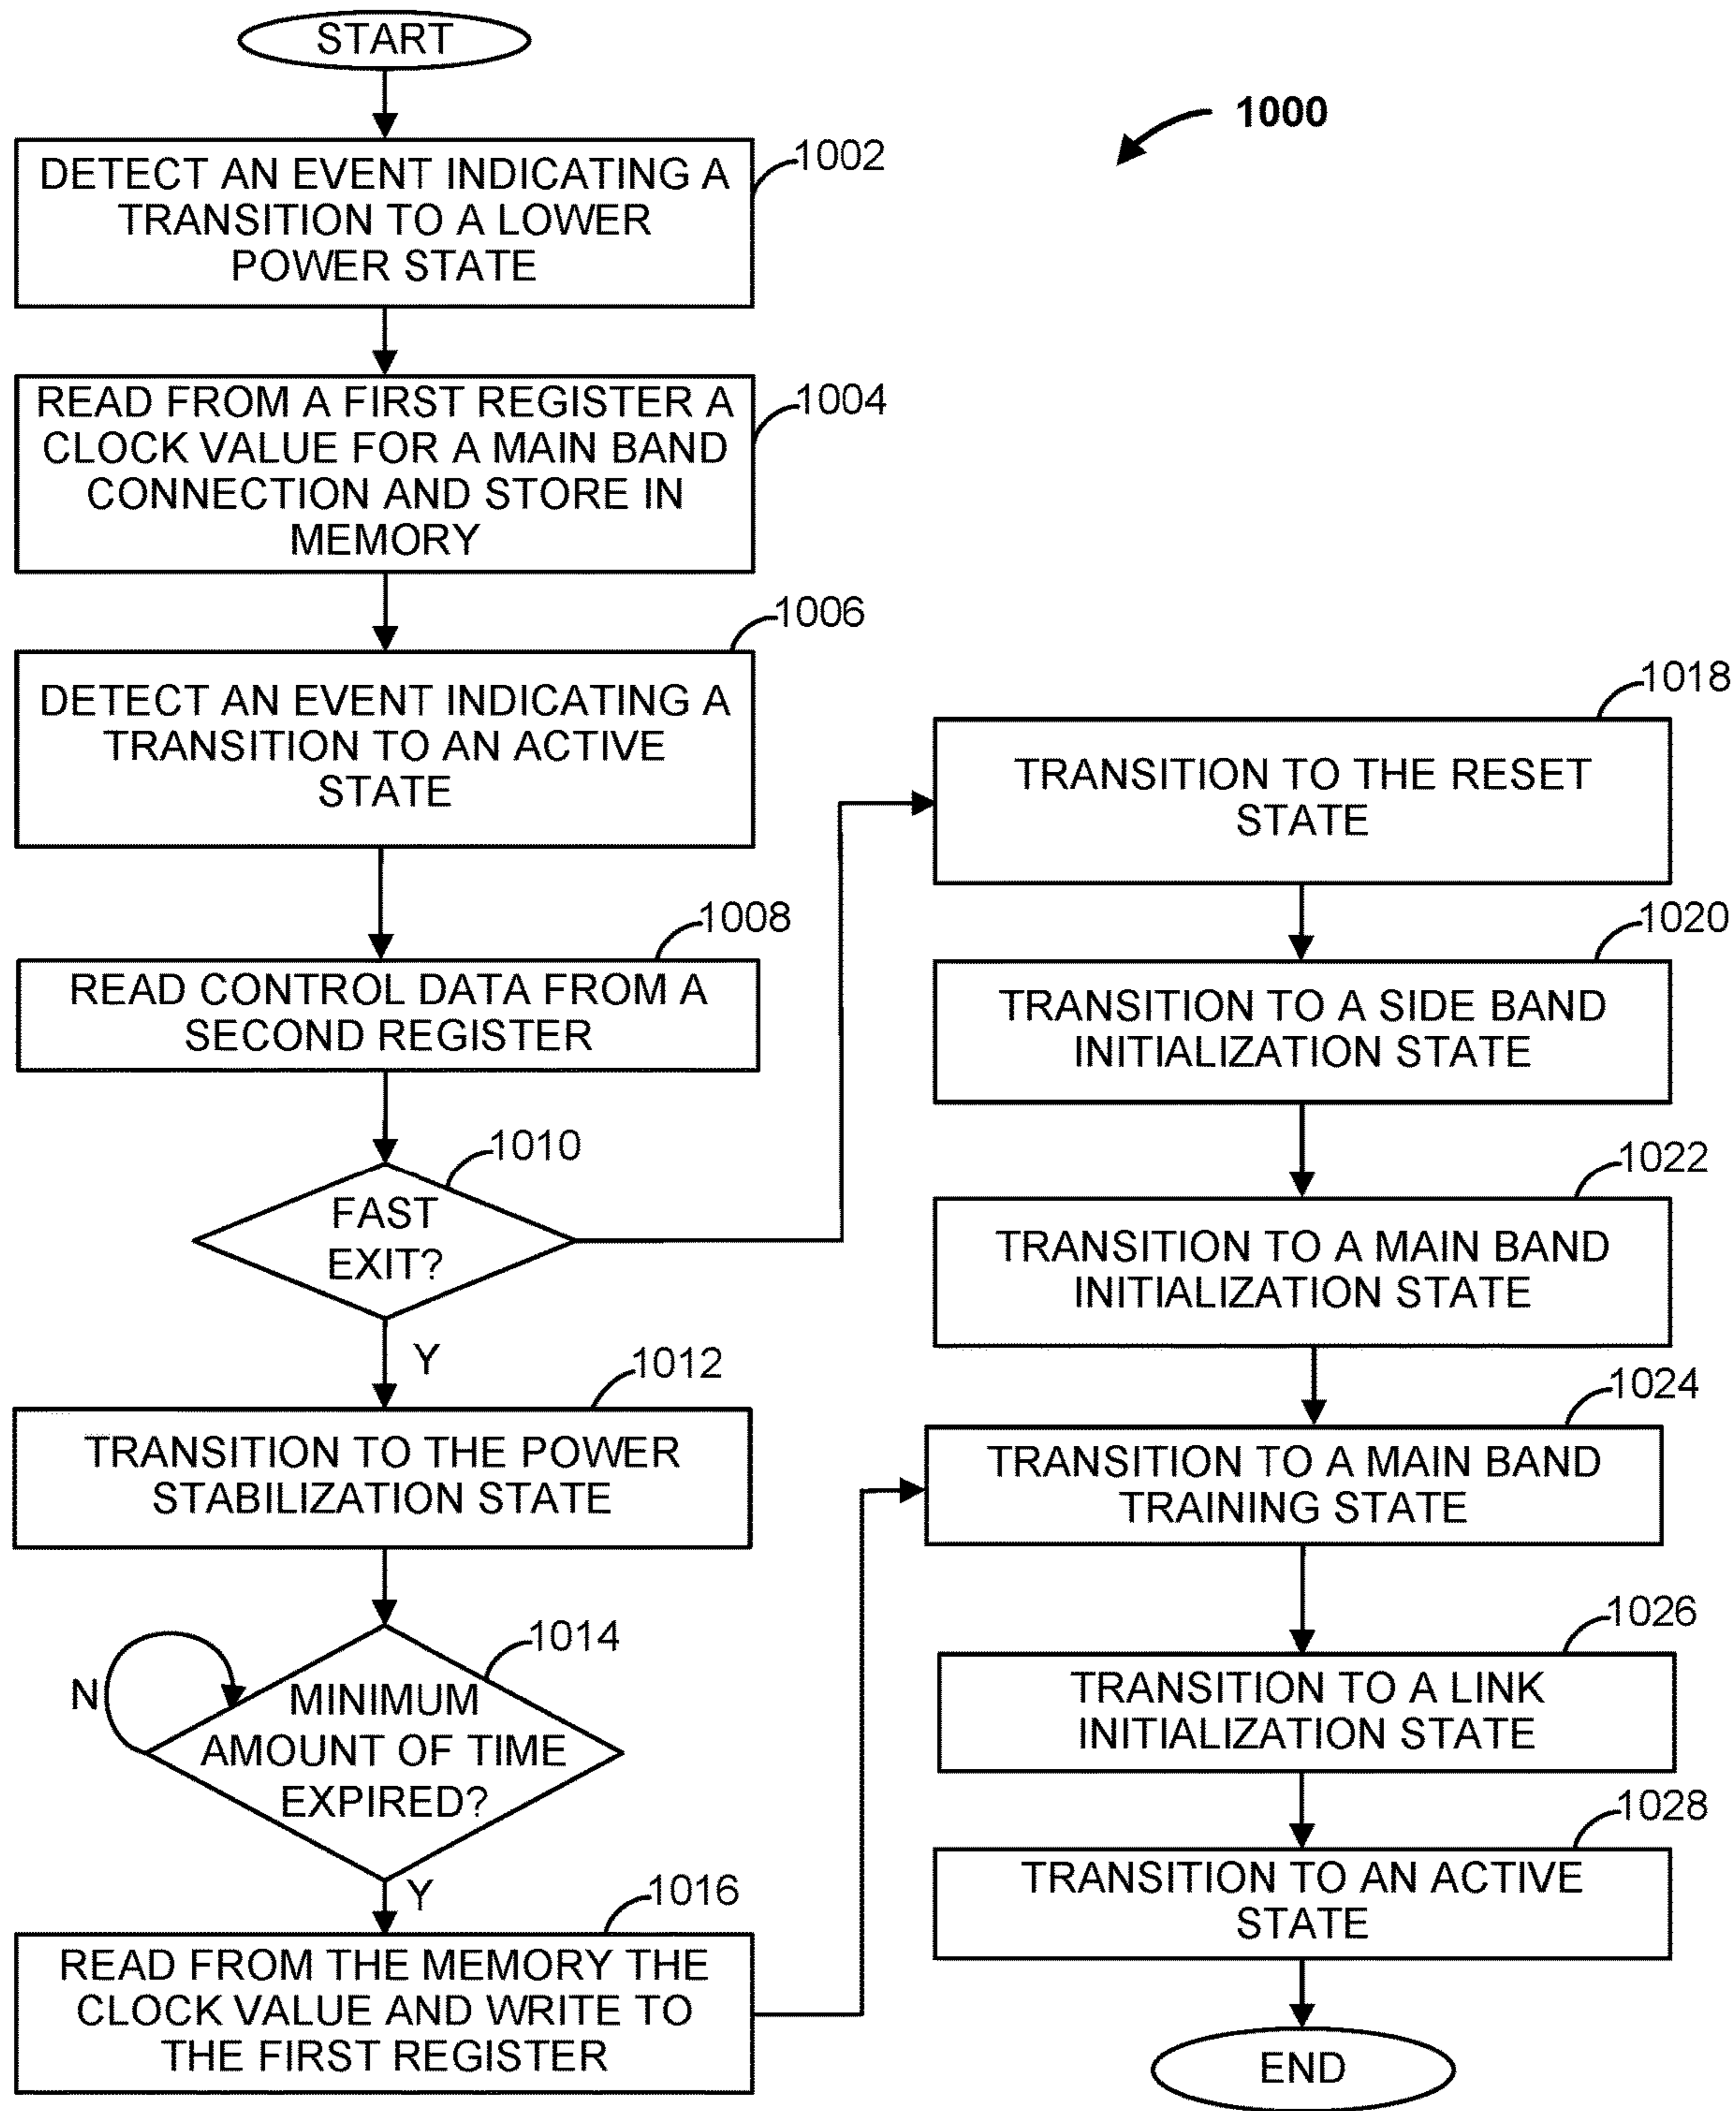 START
1000
1002
DETECT AN EVENT INDICATING A
TRANSITION TO A LOWER
POWER STATE
1004
READ FROM A FIRST REGISTER A
CLOCK VALUE FOR A MAIN BAND
CONNECTION AND STORE IN
MEMORY
1006
DETECT AN EVENT INDICATING A
TRANSITION TO AN ACTIVE
STATE
1008
READ CONTROL DATA FROM A
SECOND REGISTER
1010
FAST
EXIT?
Y
1012
TRANSITION TO THE POWER
STABILIZATION STATE
1014
N
MINIMUM
AMOUNT OF TIME
EXPIRED?
Y
1016
READ FROM THE MEMORY THE
CLOCK VALUE AND WRITE TO
THE FIRST REGISTER
1018
TRANSITION TO THE RESET
STATE
1020
TRANSITION TO A SIDE BAND
INITIALIZATION STATE
1022
TRANSITION TO A MAIN BAND
INITIALIZATION STATE
1024
TRANSITION TO A MAIN BAND
TRAINING STATE
1026
TRANSITION TO A LINK
INITIALIZATION STATE
1028
TRANSITION TO AN ACTIVE
STATE
END